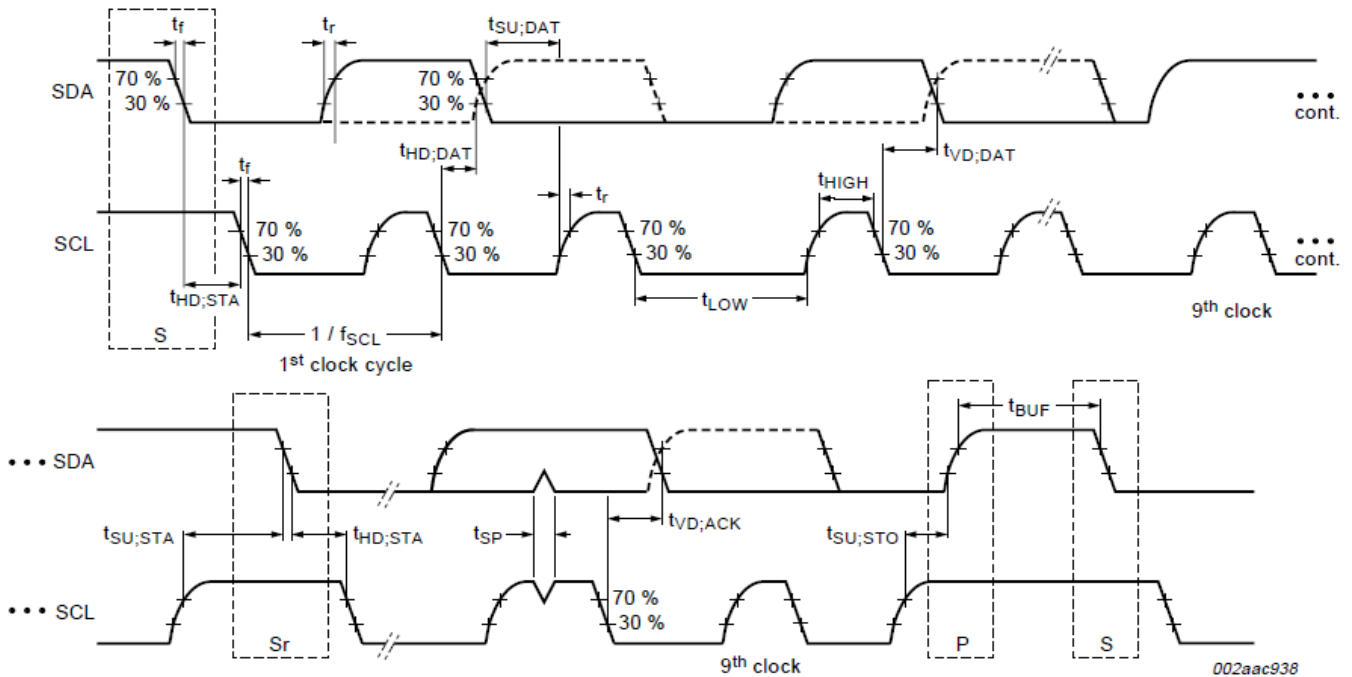 tf tr tSU;DAT
70 % 70 %
SDA
30 % 30 %
cont.
tHD;DAT tVD;DAT
tf tr tHIGH
70 % 70 % 70 % 70 %
SCL
30 % 30 % 30 % 30 %
cont.
tHD;STA tLOW
9th clock
S 1 / fSCL
1st clock cycle
P S
tBUF
••• SDA
tSU;STA tHD;STA tSP tVD;ACK tSU;STO
70 %
••• SCL
30 %
Sr 9th clock P S
002aac938